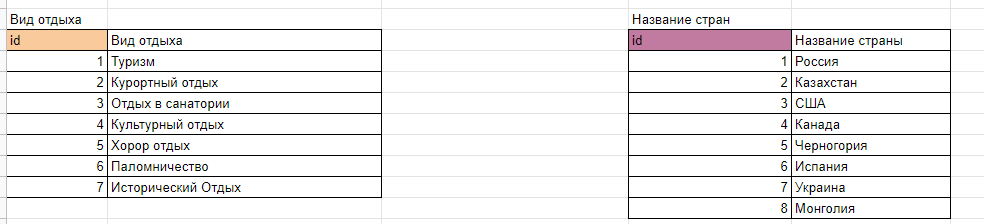 Вид отдыха
id Вид отдыха
1 Туризм
2 Курортный отдых
3 Отдых в санатории
4 Культурный отдых
5 Хорор отдых
6 Паломничество
7 Исторический Отдых
Название стран
id Название страны
1 Россия
2 Казахстан
3 США
4 Канада
5 Черногория
6 Испания
7 Украина
8 Монголия